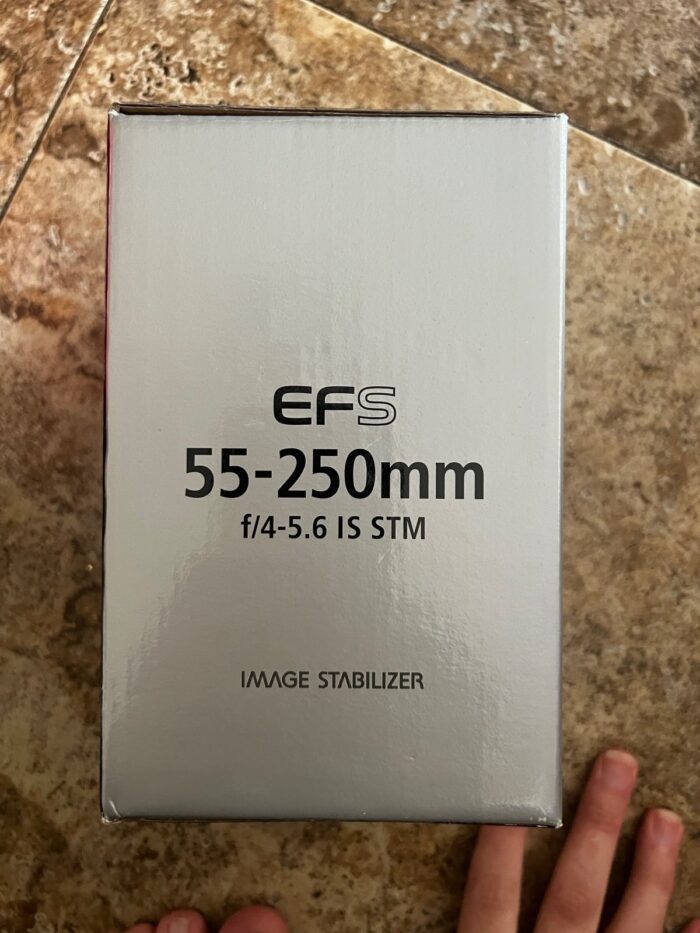 EFS
55-250mm
f/4-5.6 IS STM
IMAGE STABILIZER